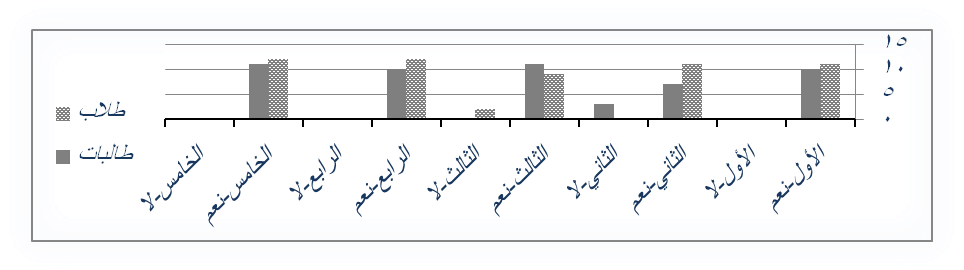 ١٥
١٠
٥
٠
الأول-نعم
الأول-لا
الثاني-نعم
الثاني-لا
الثالث-نعم
الثالث-لا
الرابع-نعم
الرابع-لا
الخامس-نعم
الخامس-لا
طلاب
طالبات